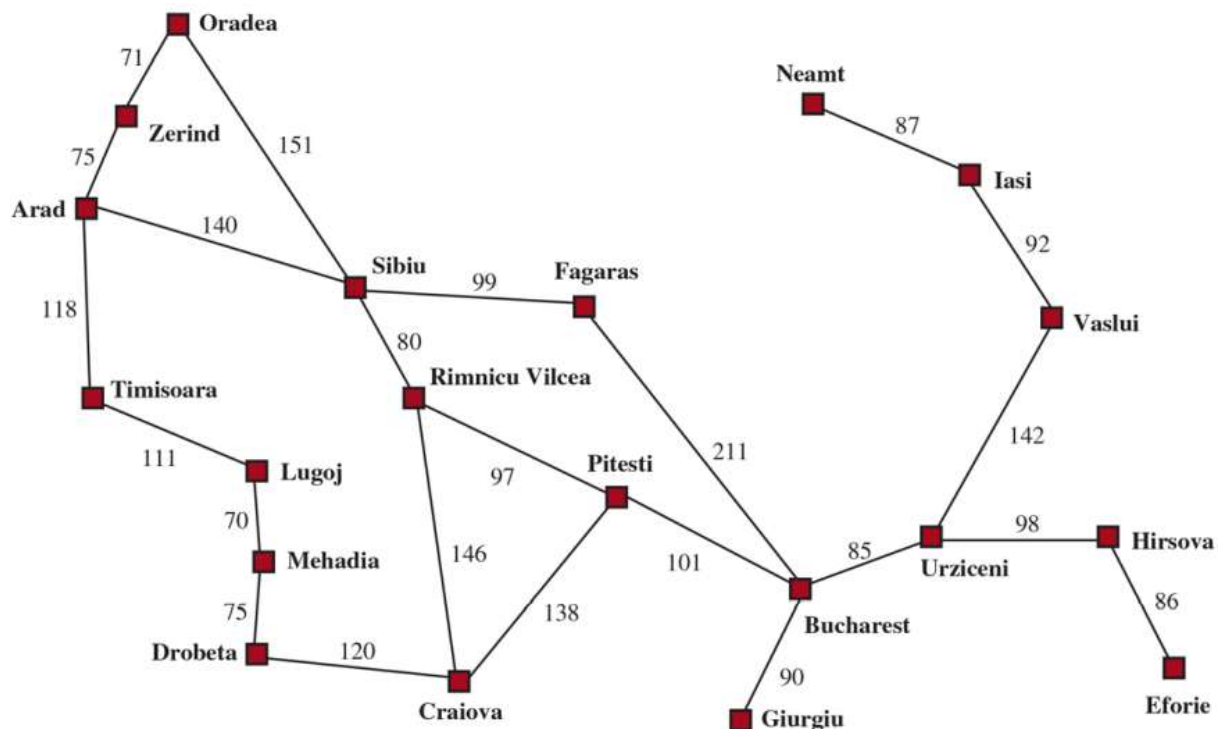 Oradea
71
Neamt
Zerind
87
151
75
Iasi
Arad
140
92
Sibiu
Fagaras
99
118
Vaslui
80
Timisoara
Rimnicu Vilcea
142
111
211
Lugoj
97
Pitesti
70
98
Hirsova
146
101
85
Mehadia
Urziceni
75
138
86
Bucharest
Drobeta
120
90
Craiova
Giurgiu
Eforie